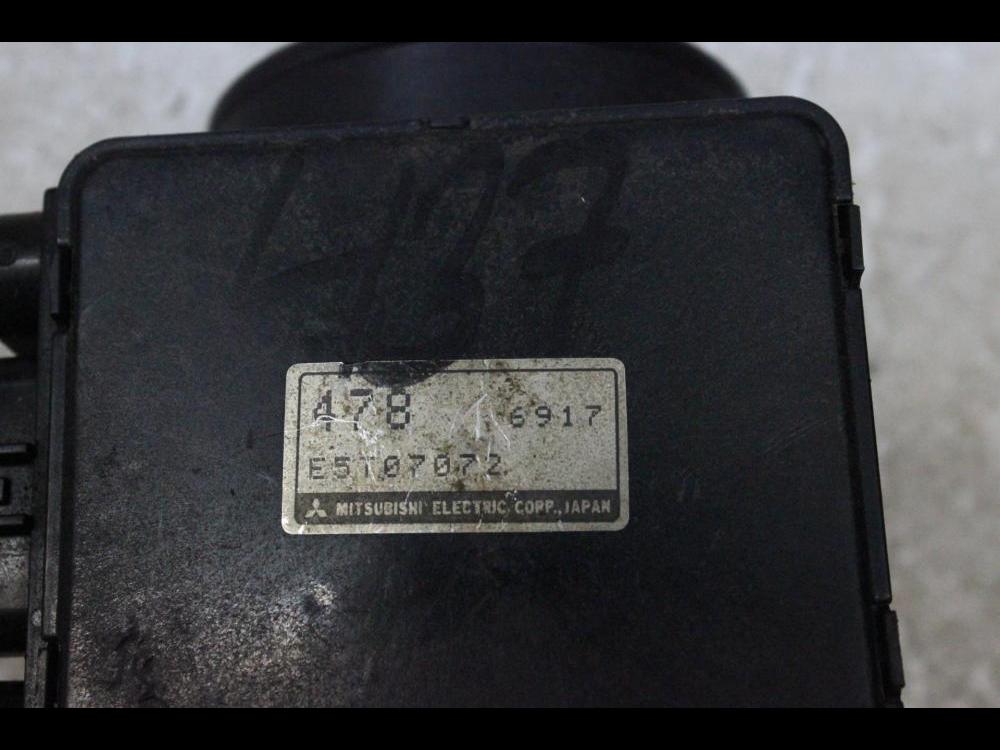 478 6917
E5T07072
MITSUBISHI ELECTRIC CORP., JAPAN